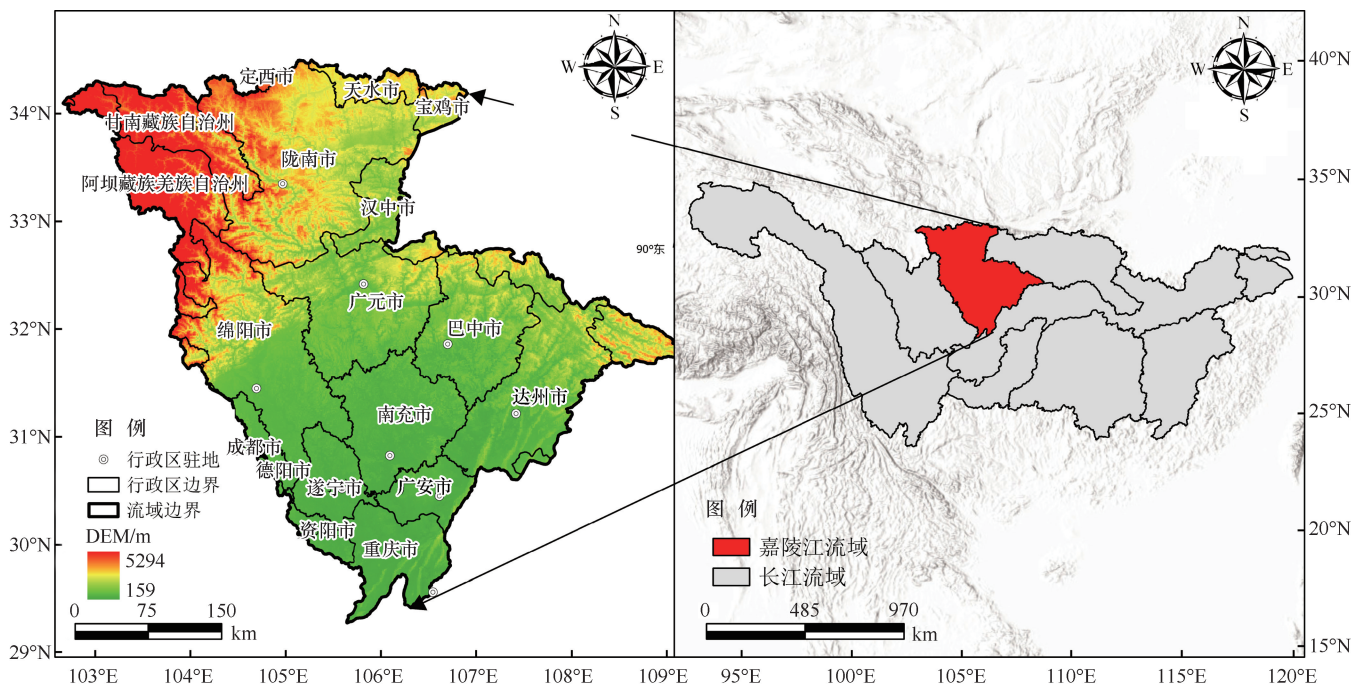 N
W E
S
定西市
天水市
宝鸡市
甘南藏族自治州
陇南市
阿坝藏族羌族自治州
汉中市
广元市
绵阳市
巴中市
达州市
南充市
成都市
德阳市
遂宁市
广安市
资阳市
重庆市
图 例
行政区驻地
行政区边界
流域边界
DEM/m
5294
159
0 75 150
km
34°N
33°N
32°N
31°N
30°N
29°N
103°E 104°E 105°E 106°E 107°E 108°E 109°E
N
W E
S
90°东
图 例
嘉陵江流域
长江流域
0 485 970
km
40°N
35°N
30°N
25°N
20°N
15°N
95°E 100°E 105°E 110°E 115°E 120°E